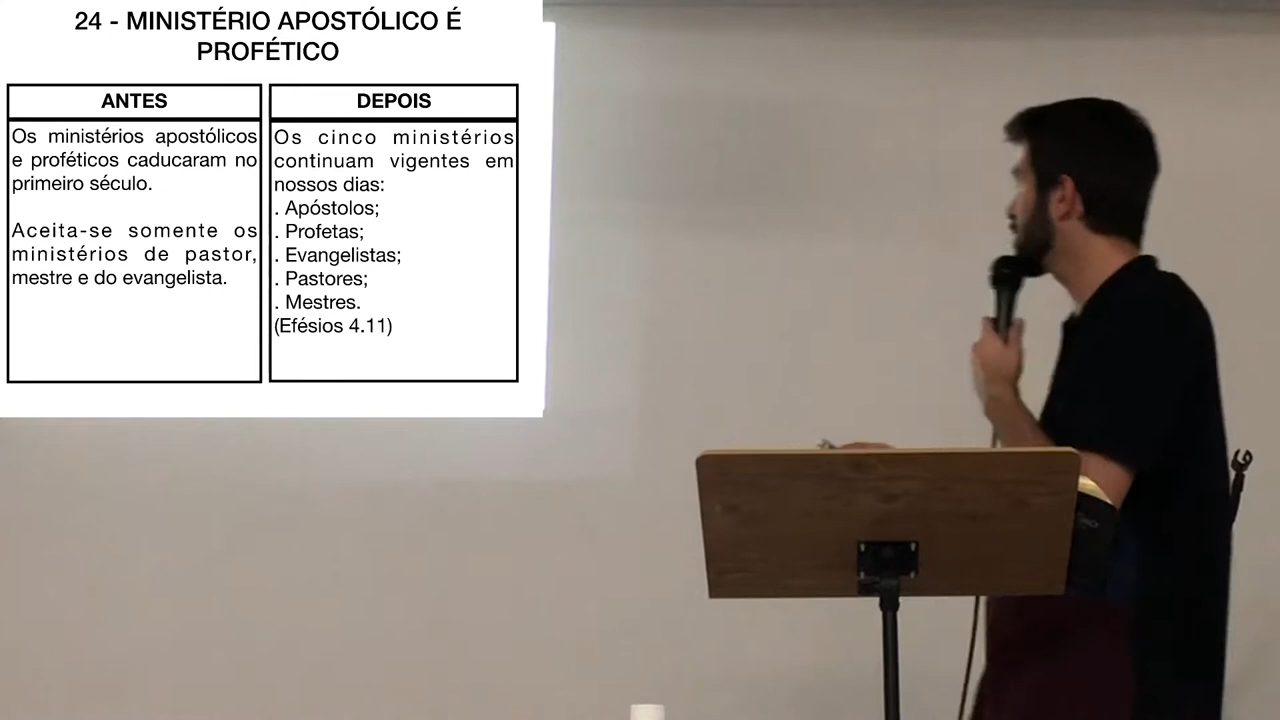 24 - MINISTÉRIO APOSTÓLICO É
PROFÉTICO
ANTES
Os ministérios apostólicos
e proféticos caducaram no
primeiro século.
Aceita-se somente os
ministérios de pastor,
mestre e do evangelista.
DEPOIS
Os cinco ministérios
continuam vigentes em
nossos dias:
. Apóstolos;
. Profetas;
. Evangelistas;
. Pastores;
. Mestres.
(Efésios 4.11)